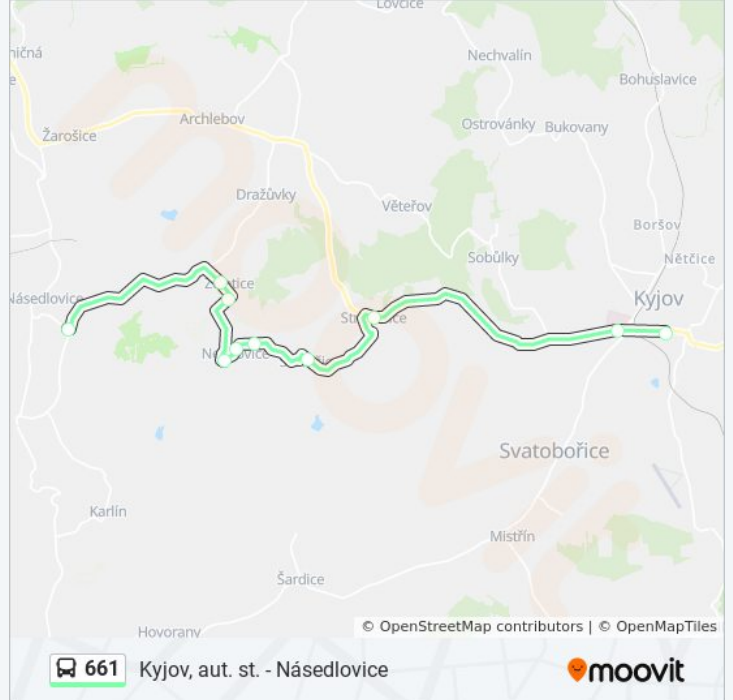 Lovčice
Nechvalín
Bohuslavice
Žarošice
Archlebov
Ostrovánky
Bukovany
Dražůvky
Věteřov
Boršov
Sobůlky
Nětčice
Násedlovice
Kyjov
Svatobořice
Karlín
Mistřín
Šardice
Hovorany
© OpenStreetMap contributors | © OpenMapTiles
661 Kyjov, aut. st. - Násedlovice
moovit